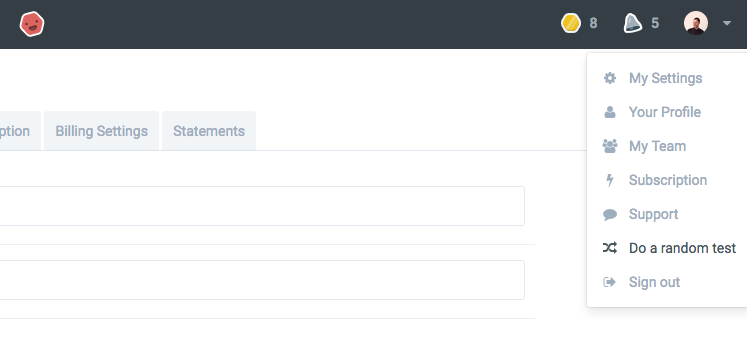 8
5
ption
Billing Settings
Statements
My Settings
Your Profile
My Team
Subscription
Support
Do a random test
Sign out